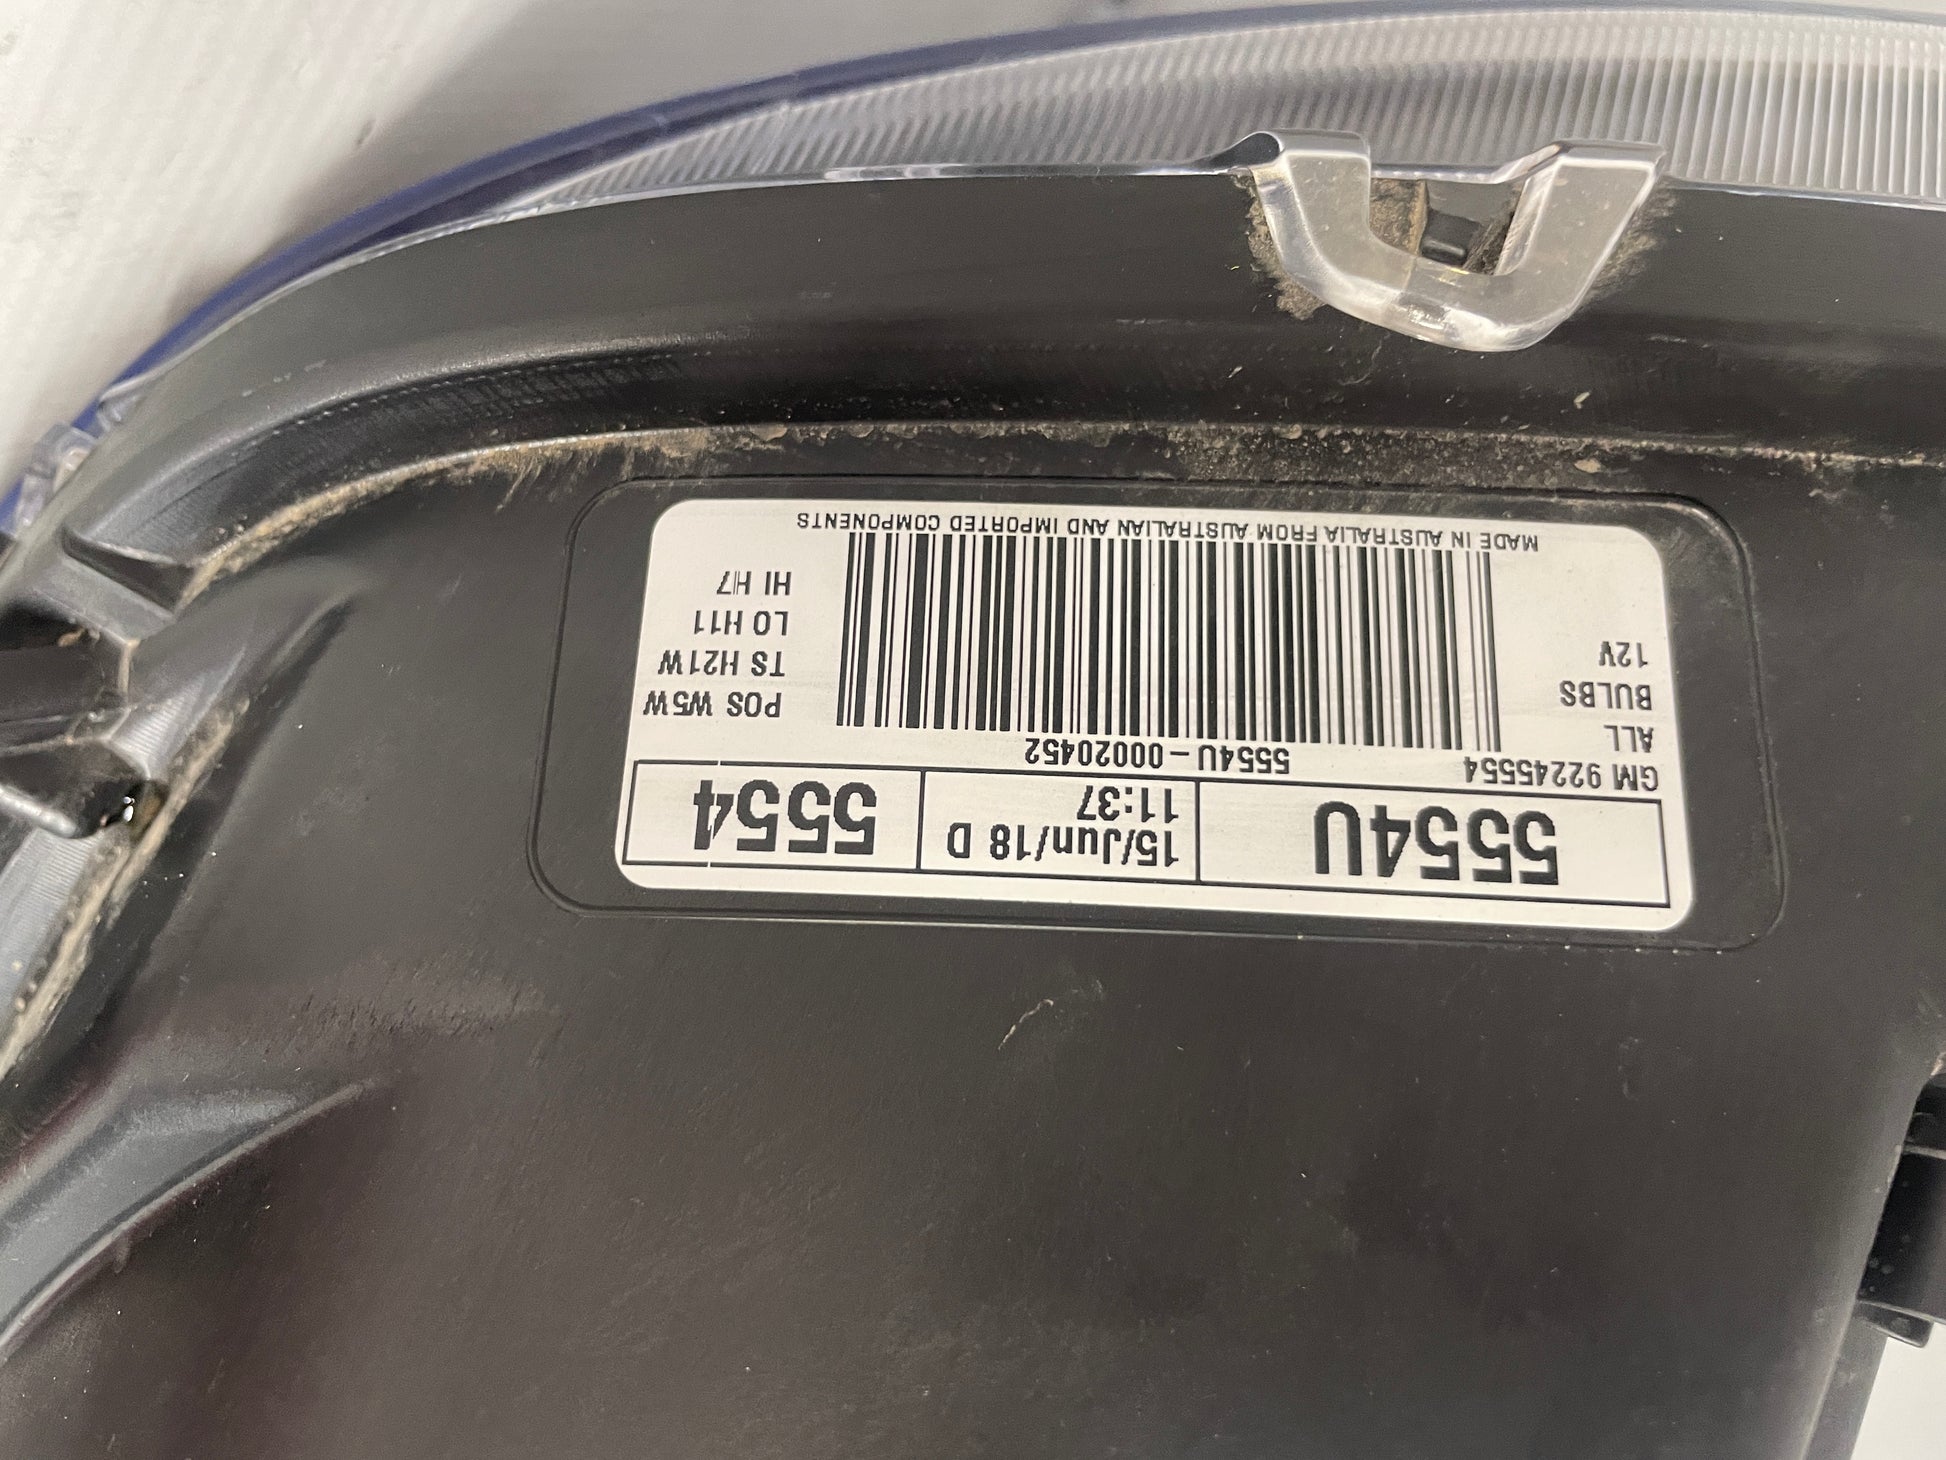 5554U
15/Jun/18 D
11:37
5554
GM 92245554
5554U-00020452
ALL
BULBS
12V
POS W5W
TS H21W
LO H11
HI H7
MADE IN AUSTRALIA FROM AUSTRALIAN AND IMPORTED COMPONENTS